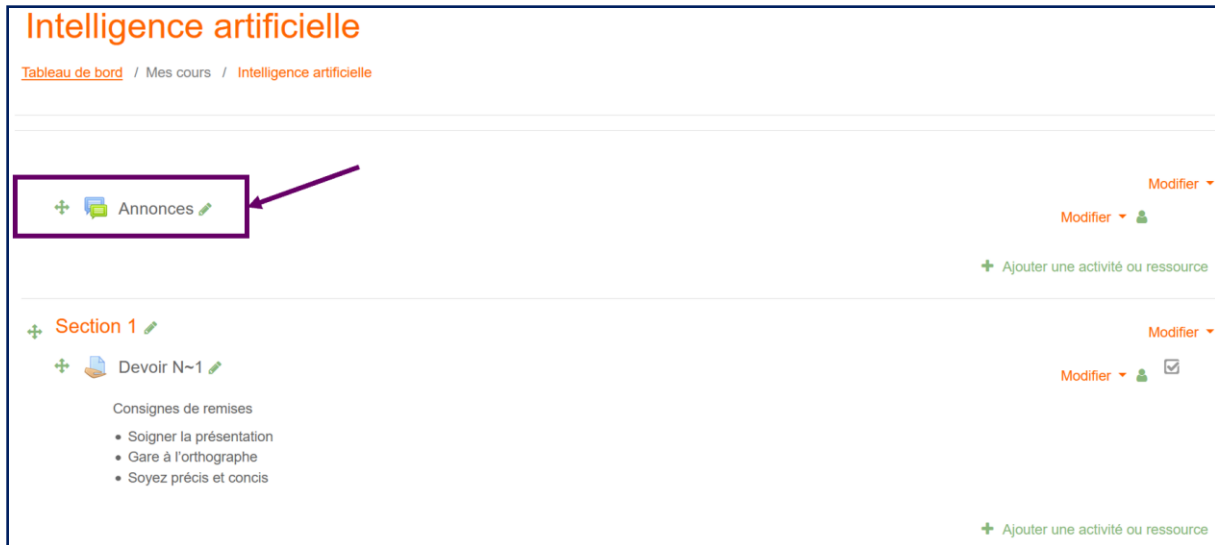 Intelligence artificielle
Tableau de bord / Mes cours / Intelligence artificielle
Modifier
Annonces
Modifier
Ajouter une activité ou ressource
Section 1
Modifier
Devoir N~1
Modifier
Consignes de remises
• Soigner la présentation
• Gare à l'orthographe
• Soyez précis et concis
Ajouter une activité ou ressource